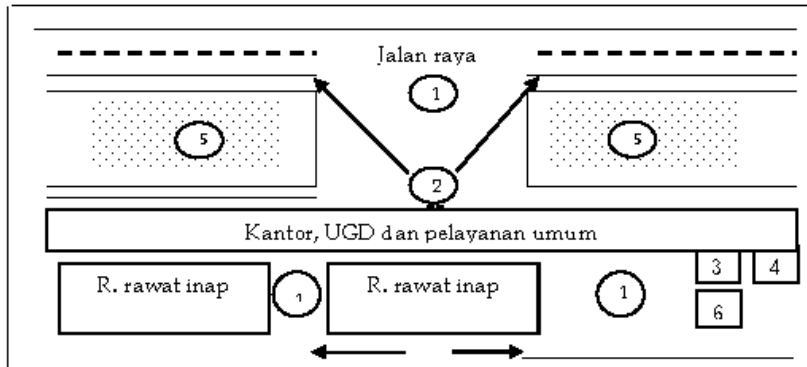 Jalan raya
1
5
5
2
Kantor, UGD dan pelayanan umum
3
4
R. rawat inap
1
R. rawat inap
1
6